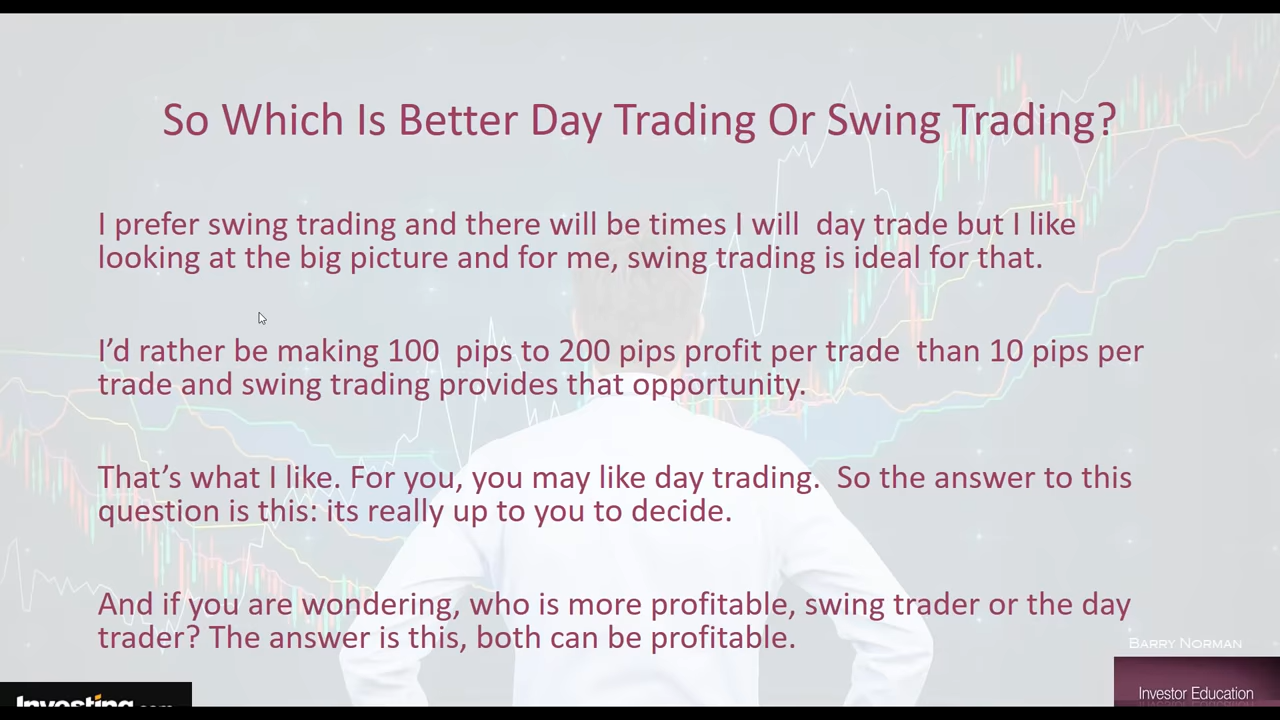 So Which Is Better Day Trading Or Swing Trading?
I prefer swing trading and there will be times I will  day trade but I like
looking at the big picture and for me, swing trading is ideal for that.
I’d rather be making 100  pips to 200 pips profit per trade  than 10 pips per
trade and swing trading provides that opportunity.
That’s what I like. For you, you may like day trading.  So the answer to this
question is this: its really up to you to decide.
And if you are wondering, who is more profitable, swing trader or the day
trader? The answer is this, both can be profitable.
Barry Norman
Investing.com
Investor Education